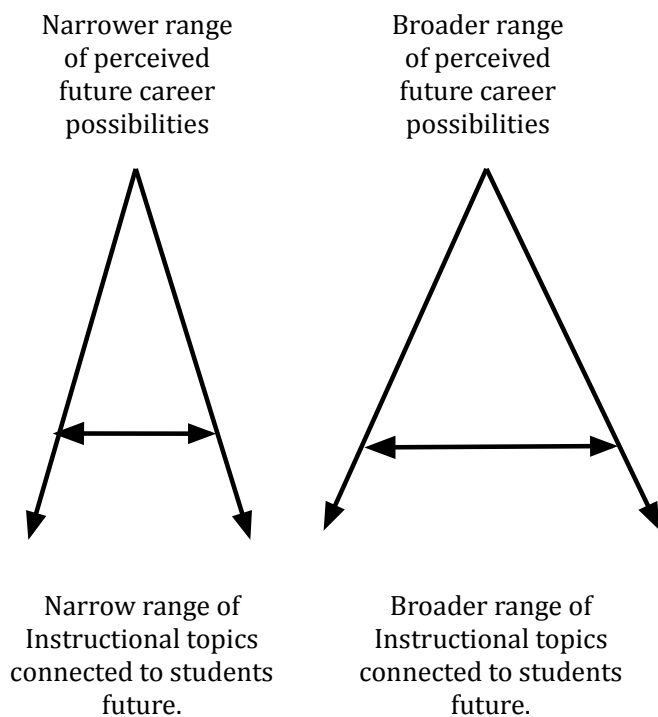 Narrower range
of perceived
future career
possibilities
Broader range
of perceived
future career
possibilities
Narrow range of
Instructional topics
connected to students
future.
Broader range of
Instructional topics
connected to students
future.